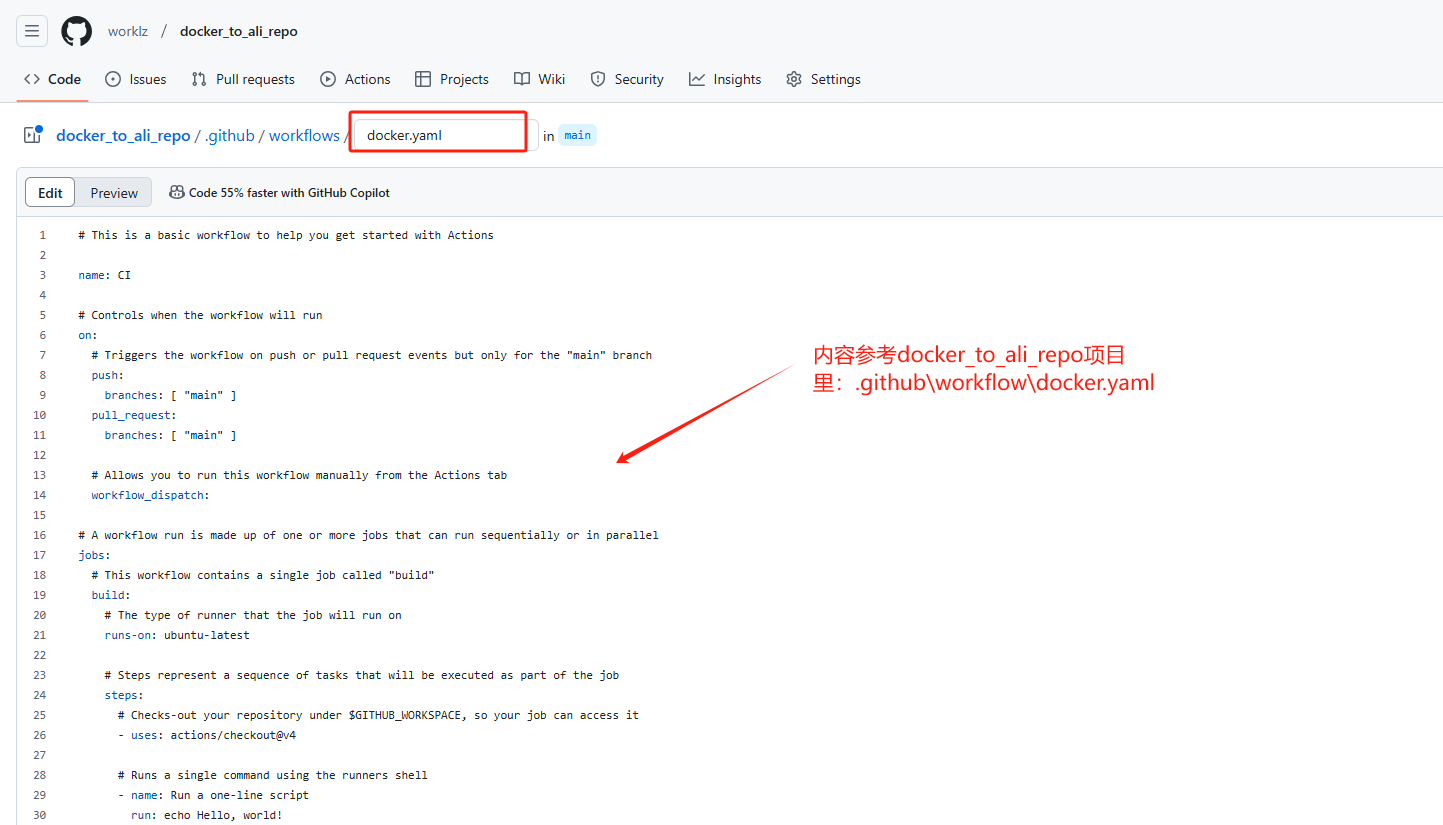 worklz / docker_to_ali_repo
Code Issues Pull requests Actions Projects Wiki Security Insights Settings
docker_to_ali_repo / .github / workflows / docker.yaml in main
Edit Preview Code 55% faster with GitHub Copilot
1 # This is a basic workflow to help you get started with Actions
2
3 name: CI
4
5 # Controls when the workflow will run
6 on:
7 # Triggers the workflow on push or pull request events but only for the "main" branch
8 push:
9 branches: [ "main" ]
10 pull_request:
11 branches: [ "main" ]
12
13 # Allows you to run this workflow manually from the Actions tab
14 workflow_dispatch:
15
16 # A workflow run is made up of one or more jobs that can run sequentially or in parallel
17 jobs:
18 # This workflow contains a single job called "build"
19 build:
20 # The type of runner that the job will run on
21 runs-on: ubuntu-latest
22
23 # Steps represent a sequence of tasks that will be executed as part of the job
24 steps:
25 # Checks-out your repository under $GITHUB_WORKSPACE, so your job can access it
26 - uses: actions/checkout@v4
27
28 # Runs a single command using the runners shell
29 - name: Run a one-line script
30 run: echo Hello, world!
内容参考docker_to_ali_repo项目
里：.github\workflow\docker.yaml